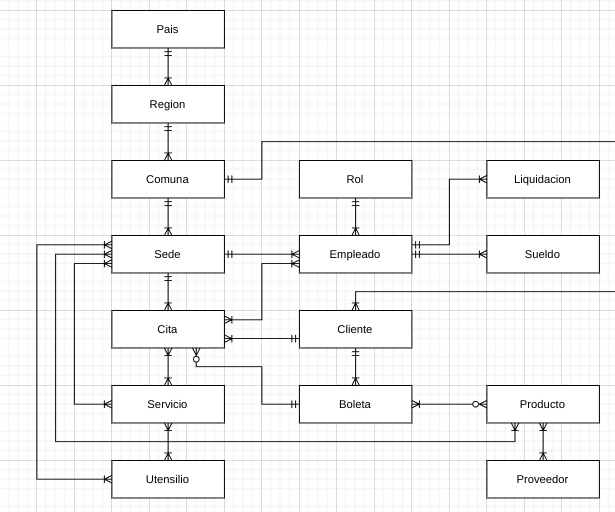 Pais
Region
Comuna
Rol
Liquidacion
Sede
Empleado
Sueldo
Cita
Cliente
Servicio
Boleta
Producto
Utensilio
Proveedor